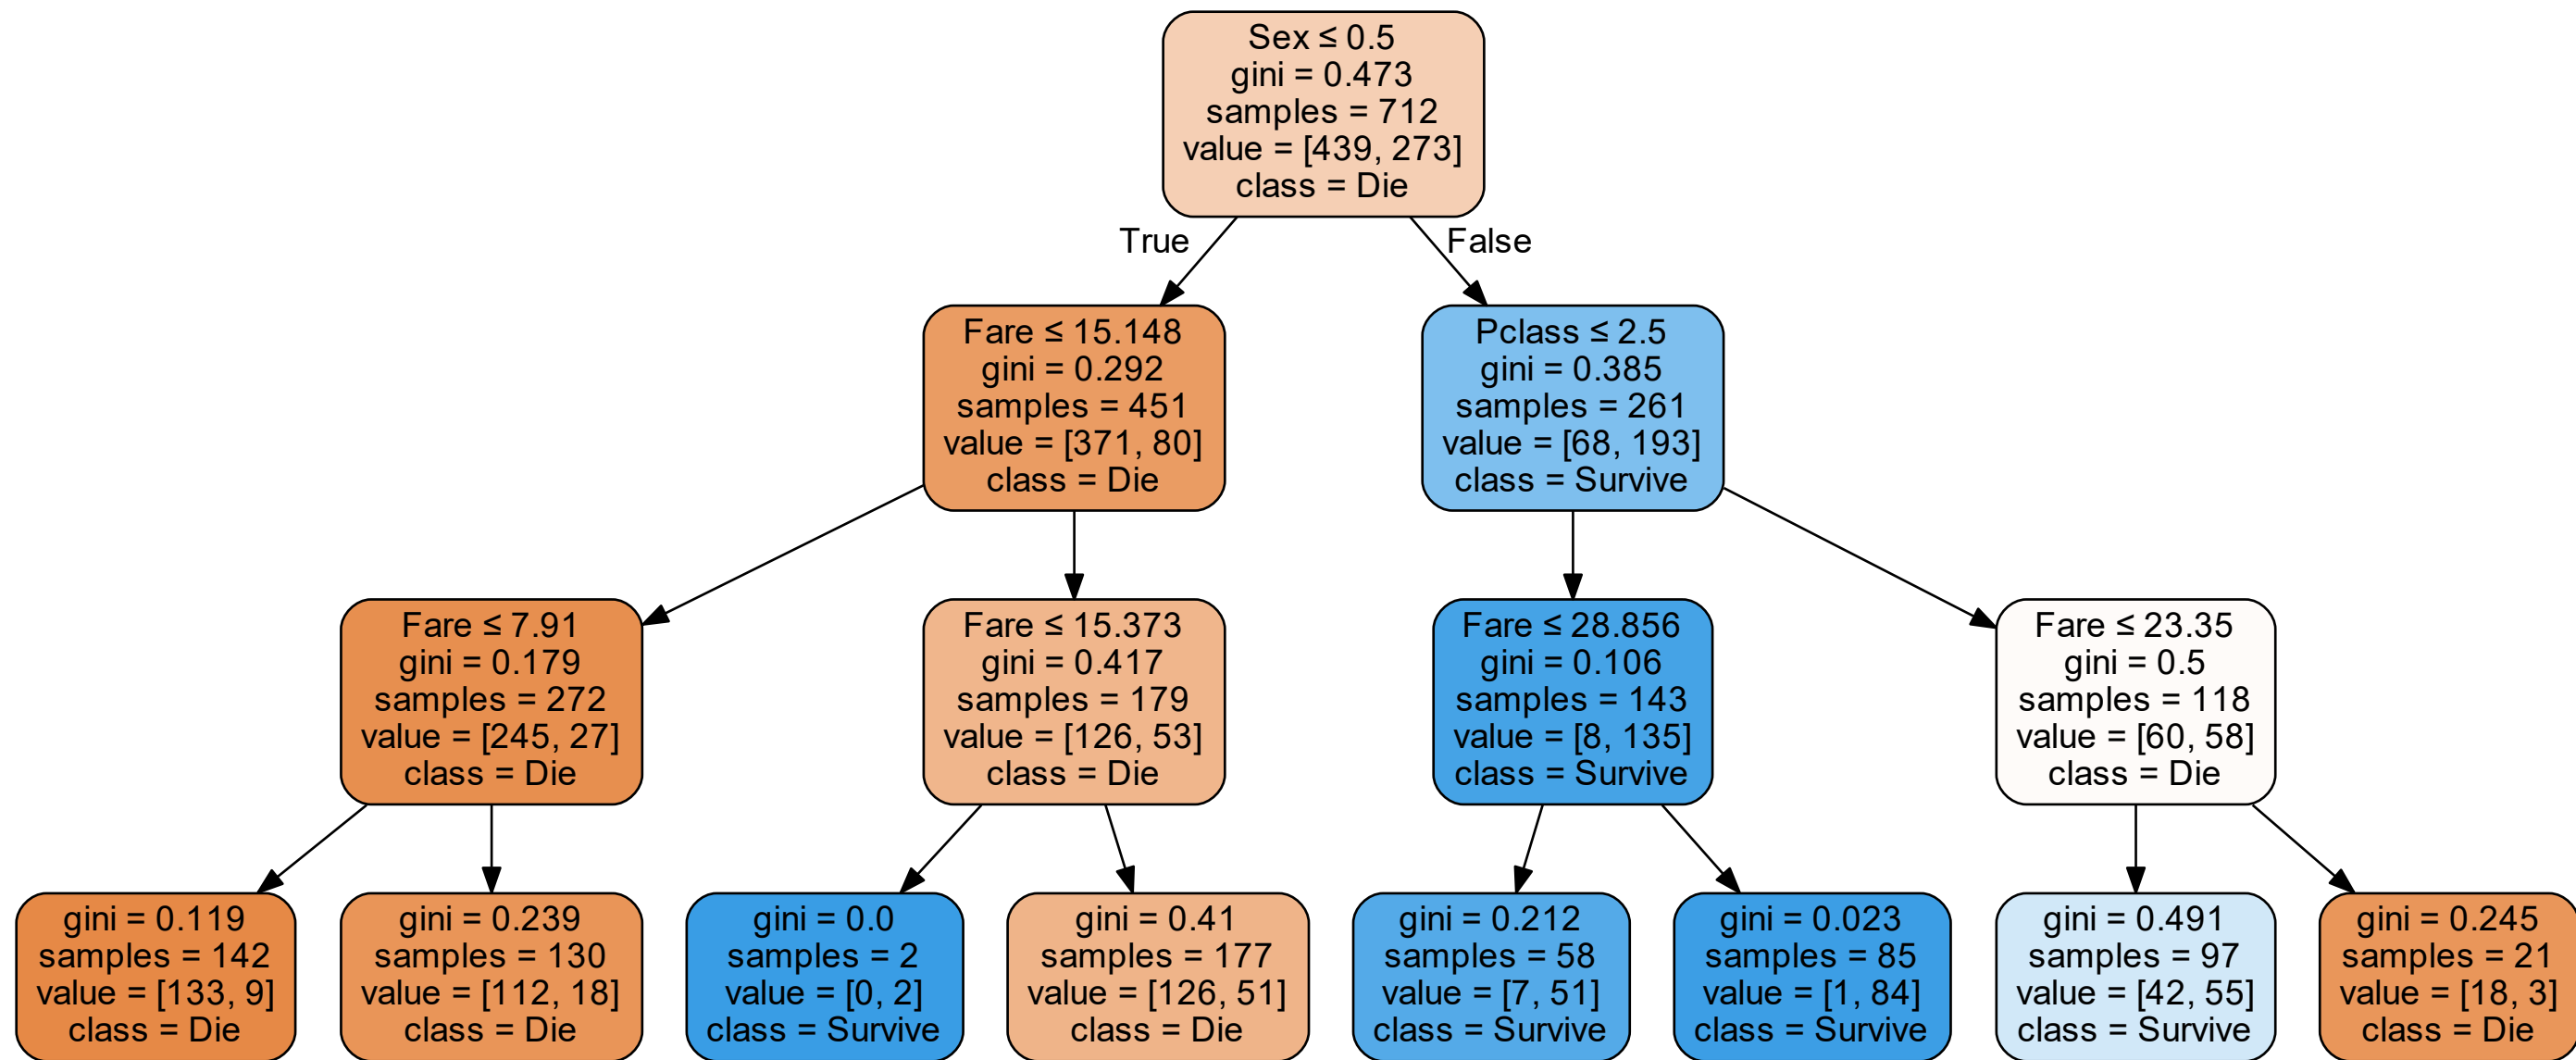 Sex ≤ 0.5
gini = 0.473
samples = 712
value = [439, 273]
class = Die
True
False
Fare ≤ 15.148
gini = 0.292
samples = 451
value = [371, 80]
class = Die
Pclass ≤ 2.5
gini = 0.385
samples = 261
value = [68, 193]
class = Survive
Fare ≤ 7.91
gini = 0.179
samples = 272
value = [245, 27]
class = Die
Fare ≤ 15.373
gini = 0.417
samples = 179
value = [126, 53]
class = Die
Fare ≤ 28.856
gini = 0.106
samples = 143
value = [8, 135]
class = Survive
Fare ≤ 23.35
gini = 0.5
samples = 118
value = [60, 58]
class = Die
gini = 0.119
samples = 142
value = [133, 9]
class = Die
gini = 0.239
samples = 130
value = [112, 18]
class = Die
gini = 0.0
samples = 2
value = [0, 2]
class = Survive
gini = 0.41
samples = 177
value = [126, 51]
class = Die
gini = 0.212
samples = 58
value = [7, 51]
class = Survive
gini = 0.023
samples = 85
value = [1, 84]
class = Survive
gini = 0.491
samples = 97
value = [42, 55]
class = Survive
gini = 0.245
samples = 21
value = [18, 3]
class = Die